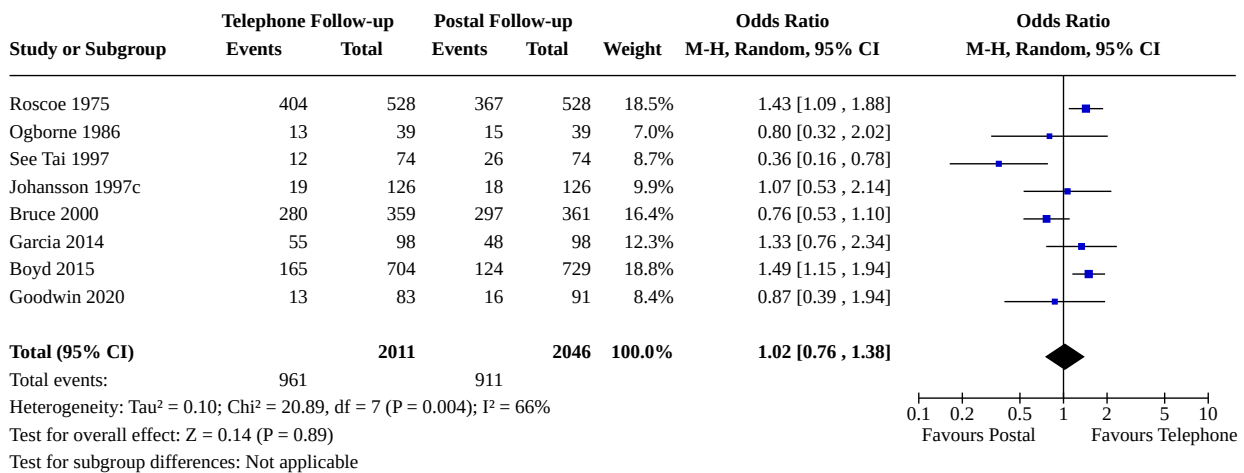 Telephone Follow-up Postal Follow-up Odds Ratio Odds Ratio
Study or Subgroup Events Total Events Total Weight M-H, Random, 95% CI M-H, Random, 95% CI
Roscoe 1975 404 528 367 528 18.5% 1.43 [1.09 , 1.88]
Ogborne 1986 13 39 15 39 7.0% 0.80 [0.32 , 2.02]
See Tai 1997 12 74 26 74 8.7% 0.36 [0.16 , 0.78]
Johansson 1997c 19 126 18 126 9.9% 1.07 [0.53 , 2.14]
Bruce 2000 280 359 297 361 16.4% 0.76 [0.53 , 1.10]
Garcia 2014 55 98 48 98 12.3% 1.33 [0.76 , 2.34]
Boyd 2015 165 704 124 729 18.8% 1.49 [1.15 , 1.94]
Goodwin 2020 13 83 16 91 8.4% 0.87 [0.39 , 1.94]
Total (95% CI) 2011 2046 100.0% 1.02 [0.76 , 1.38]
Total events: 961 911
Heterogeneity: Tau² = 0.10; Chi² = 20.89, df = 7 (P = 0.004); I² = 66%
0.1 0.2 0.5 1 2 5 10
Test for overall effect: Z = 0.14 (P = 0.89) Favours Postal Favours Telephone
Test for subgroup differences: Not applicable